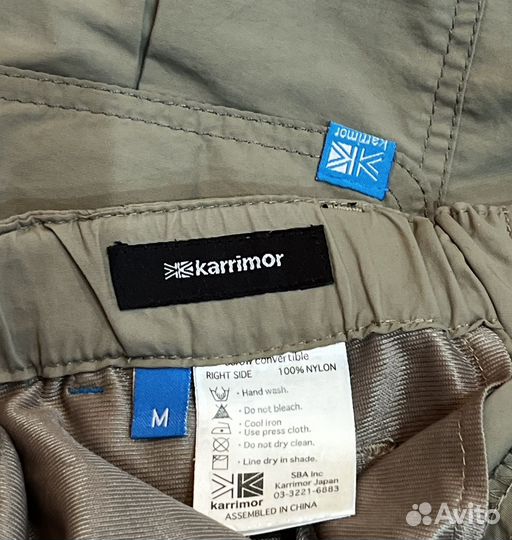 karrimor
karrimor
convertible
RIGHT SIDE 100% NYLON
M
· Hand wash.
· Do not bleach.
· Cool iron
· Use press cloth.
· Do not dry clean.
· Line dry in shade.
SBA Inc
Karrimor Japan
03-3221-6883
karrimor
ASSEMBLED IN CHINA
Avito